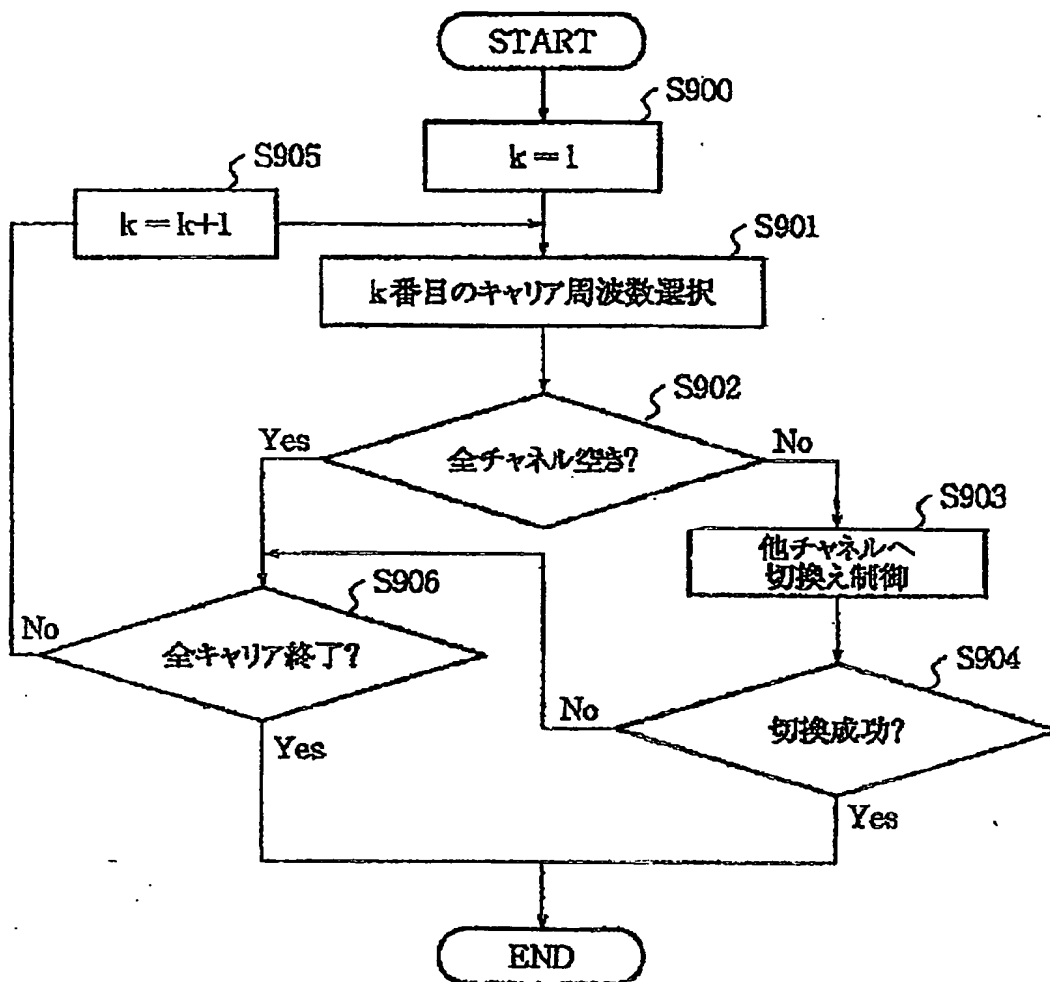 START
S900
k=1
S905
k=k+1
S901
k番目のキャリア周波数選択
S902
Yes
全チャネル空き?
No
S903
他チャネルへ
切換え制御
S906
No
全キャリア終了?
Yes
S904
No
切換成功?
Yes
END